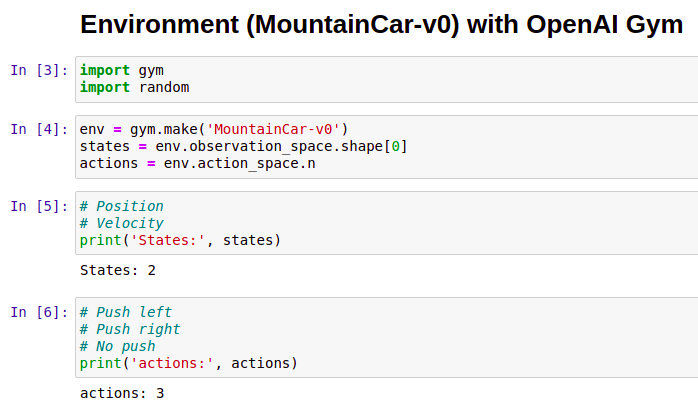 Environment (MountainCar-v0) with OpenAI Gym
In [3]: import gym
import random
In [4]: env = gym.make('MountainCar-v0')
states = env.observation_space.shape[0]
actions = env.action_space.n
In [5]: # Position
# Velocity
print('States:', states)
States: 2
In [6]: # Push left
# Push right
# No push
print('actions:', actions)
actions: 3